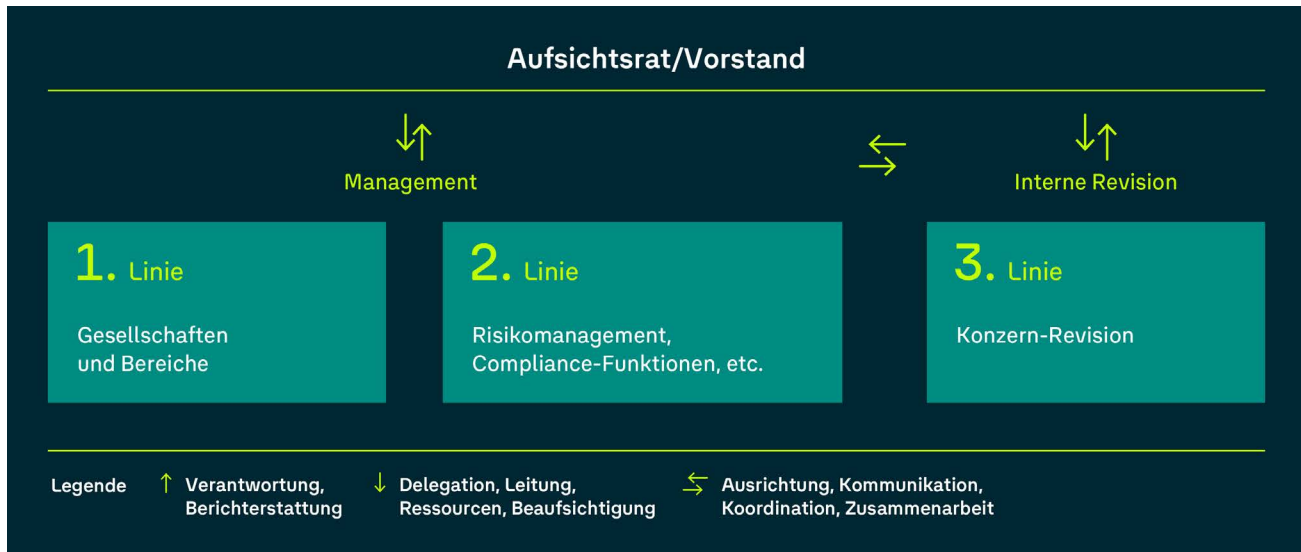 Aufsichtsrat/Vorstand
Management
Interne Revision
1. Linie
Gesellschaften
und Bereiche
2. Linie
Risikomanagement,
Compliance-Funktionen, etc.
3. Linie
Konzern-Revision
Legende
Verantwortung,
Berichterstattung
Delegation, Leitung,
Ressourcen, Beaufsichtigung
Ausrichtung, Kommunikation,
Koordination, Zusammenarbeit